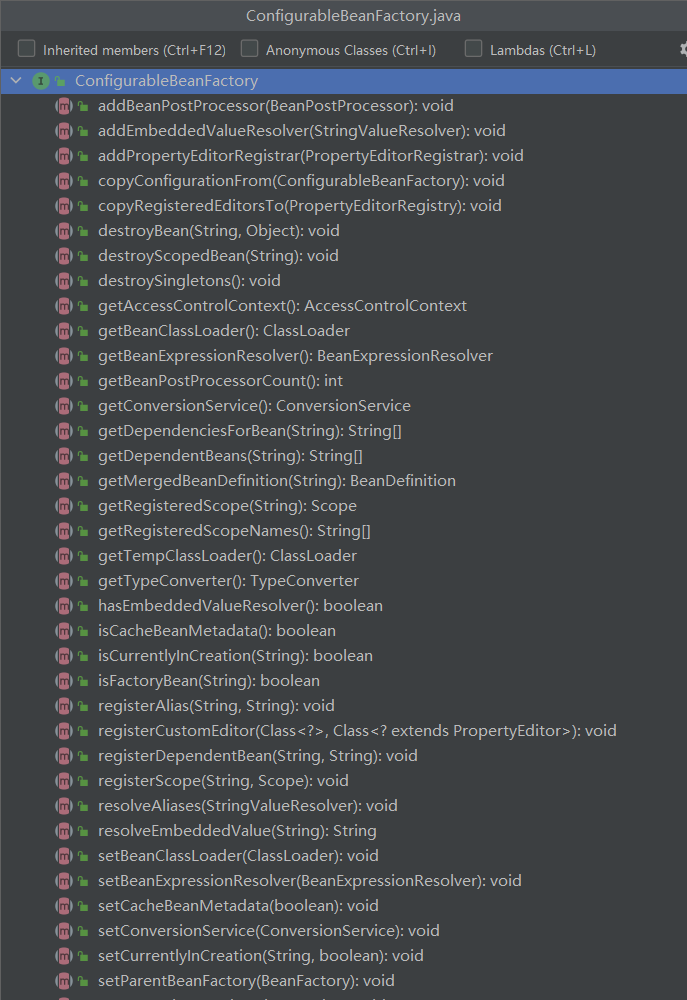 ConfigurableBeanFactory.java
Inherited members (Ctrl+F12) Anonymous Classes (Ctrl+I) Lambdas (Ctrl+L)
I ConfigurableBeanFactory
m addBeanPostProcessor(BeanPostProcessor): void
m addEmbeddedValueResolver(StringValueResolver): void
m addPropertyEditorRegistrar(PropertyEditorRegistrar): void
m copyConfigurationFrom(ConfigurableBeanFactory): void
m copyRegisteredEditorsTo(PropertyEditorRegistry): void
m destroyBean(String, Object): void
m destroyScopedBean(String): void
m destroySingletons(): void
m getAccessControlContext(): AccessControlContext
m getBeanClassLoader(): ClassLoader
m getBeanExpressionResolver(): BeanExpressionResolver
m getBeanPostProcessorCount(): int
m getConversionService(): ConversionService
m getDependenciesForBean(String): String[]
m getDependentBeans(String): String[]
m getMergedBeanDefinition(String): BeanDefinition
m getRegisteredScope(String): Scope
m getRegisteredScopeNames(): String[]
m getTempClassLoader(): ClassLoader
m getTypeConverter(): TypeConverter
m hasEmbeddedValueResolver(): boolean
m isCacheBeanMetadata(): boolean
m isCurrentlyInCreation(String): boolean
m isFactoryBean(String): boolean
m registerAlias(String, String): void
m registerCustomEditor(Class<?>, Class<? extends PropertyEditor>): void
m registerDependentBean(String, String): void
m registerScope(String, Scope): void
m resolveAliases(StringValueResolver): void
m resolveEmbeddedValue(String): String
m setBeanClassLoader(ClassLoader): void
m setBeanExpressionResolver(BeanExpressionResolver): void
m setCacheBeanMetadata(boolean): void
m setConversionService(ConversionService): void
m setCurrentlyInCreation(String, boolean): void
m setParentBeanFactory(BeanFactory): void